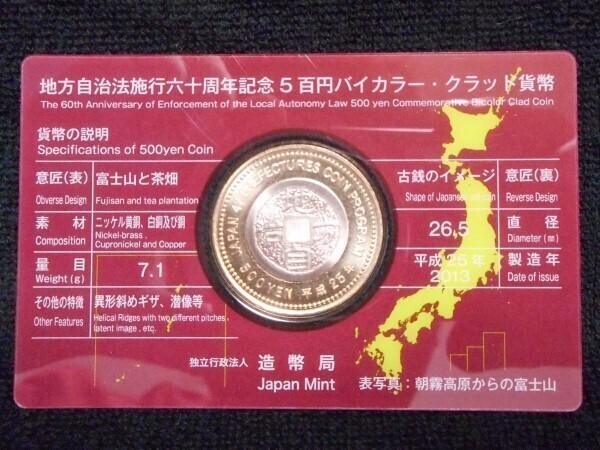 地方自治法施行六十周年記念５百円バイカラー・クラッド貨幣
The 60th Anniversary of Enforcement of the Local Autonomy Law 500 yen Commemorative Bicolor Clad Coin
貨幣の説明
Specifications of 500yen Coin
意匠(表) 富士山と茶畑
Obverse Design Fujisan and tea plantation
素材 ニッケル黄銅、白銅及び銅
Composition Nickel-brass, Cupronickel and Copper
量目 7.1
Weight(g)
その他の特徴 異形斜めギザ、潜像等
Other Features Helical Ridges with two different pitches, latent image, etc.
JAPAN 47 PREFECTURES COIN PROGRAM
500YEN 平成25年
古銭のイメージ 意匠(裏)
Shape of Japanese Reverse Design
26.5 直径
Diameter(㎜)
平成25年 製造年
2013 Date of issue
独立行政法人 造幣局
Japan Mint
表写真：朝霧高原からの富士山